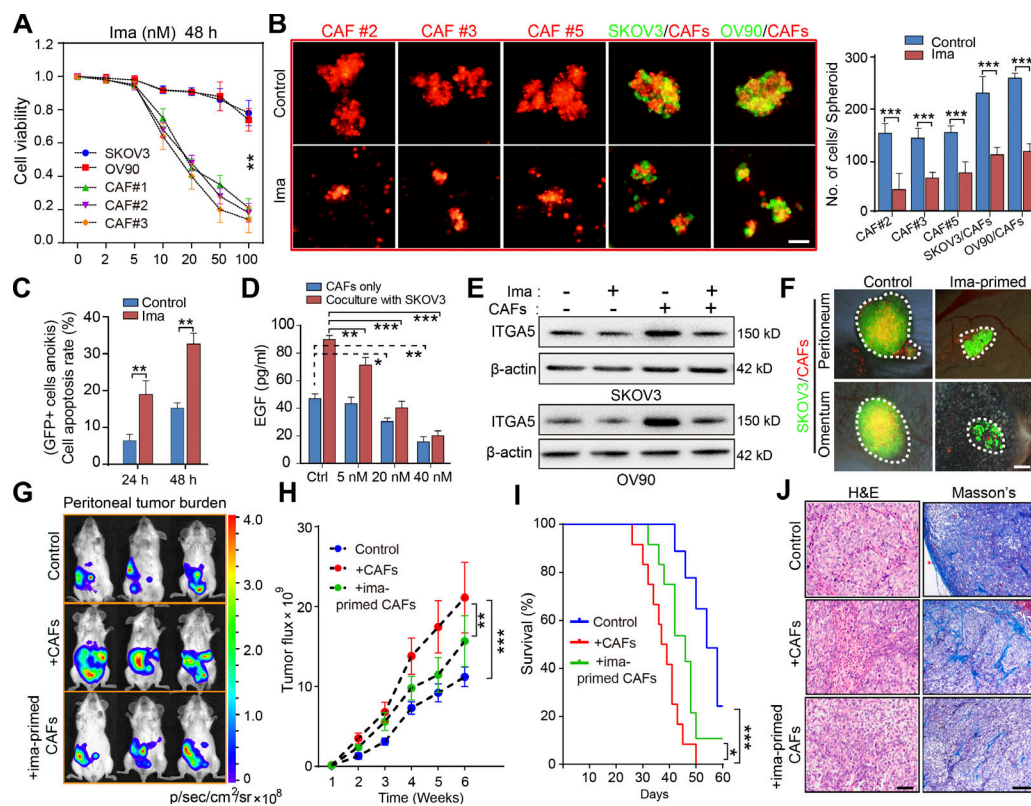 A
Ima (nM) 48 h
Cell viability
1.2
1.0
0.8
0.6
0.4
0.2
0.0
SKOV3
OV90
CAF#1
CAF#2
CAF#3
**
0 2 5 10 20 50 100
B
CAF #2 CAF #3 CAF #5 SKOV3/CAFs OV90/CAFs
Control
Ima
No. of cells/ Spheroid
300
200
100
0
Control
Ima
*** *** *** *** ***
CAF#2 CAF#3 CAF#5 SKOV3/CAFs OV90/CAFs
C
(GFP+ cells anoikis)
Cell apoptosis rate (%)
40
30
20
10
0
Control
Ima
** **
24 h 48 h
D
CAFs only
Coculture with SKOV3
EGF (pg/ml)
100
80
60
40
20
0
** *** ***
* **
Ctrl 5 nM 20 nM 40 nM
E
Ima : - + - +
CAFs : - - + +
ITGA5 150 kD
β-actin 42 kD
SKOV3
ITGA5 150 kD
β-actin 42 kD
OV90
F
Control Ima-primed
SKOV3/CAFs
Peritoneum
Omentum
G
Peritoneal tumor burden
Control
+CAFs
+ima-primed
CAFs
4.0
3.0
2.0
1.0
0
p/sec/cm²/sr×10⁸
H
Tumor flux × 10⁹
30
20
10
0
Control
+CAFs
+ima-
primed CAFs
**
***
1 2 3 4 5 6
Time (Weeks)
I
Survival (%)
100
80
60
40
20
0
Control
+CAFs
+ima-
primed CAFs
*
***
10 20 30 40 50 60
Days
J
H&E Masson's
Control
+CAFs
+ima-primed
CAFs